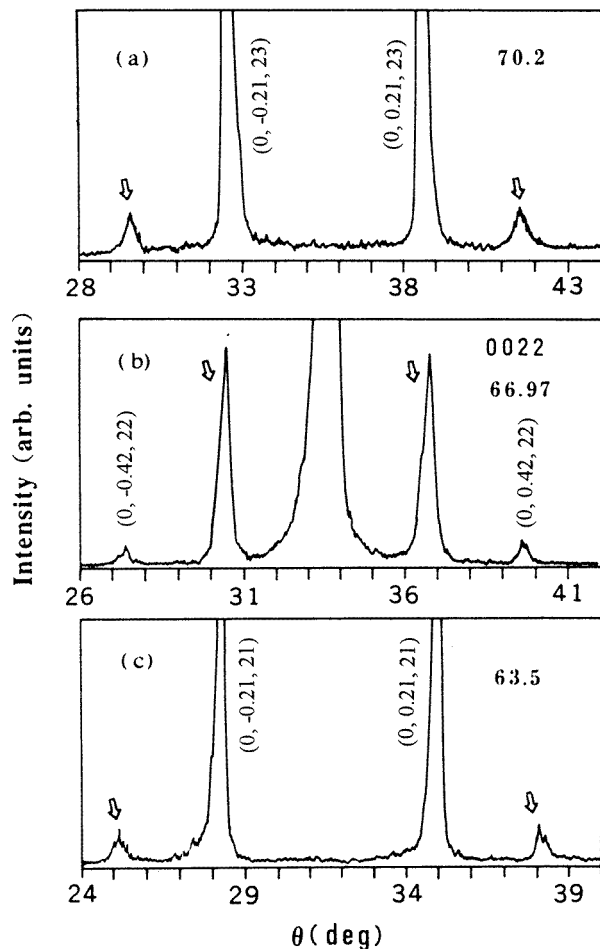 (a)
70.2
(0, -0.21, 23)
(0, 0.21, 23)
28 33 38 43
(b)
0022
66.97
(0, -0.42, 22)
(0, 0.42, 22)
26 31 36 41
(c)
63.5
(0, -0.21, 21)
(0, 0.21, 21)
24 29 34 39
Intensity (arb. units)
θ(deg)